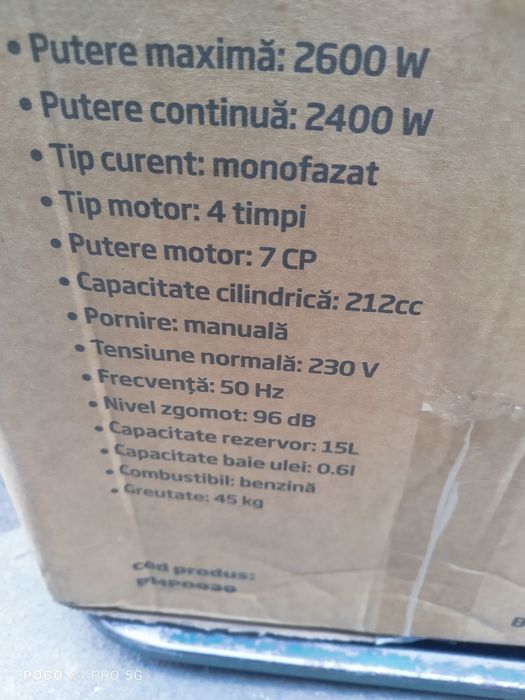 • Putere maximă: 2600 W
• Putere continuă: 2400 W
• Tip curent: monofazat
• Tip motor: 4 timpi
• Putere motor: 7 CP
• Capacitate cilindrică: 212cc
• Pornire: manuală
• Tensiune normală: 230 V
• Frecvență: 50 Hz
• Nivel zgomot: 96 dB
• Capacitate rezervor: 15L
• Capacitate baie ulei: 0.6l
• Combustibil: benzină
• Greutate: 45 kg
cod produs:
POCO X4 PRO 5G